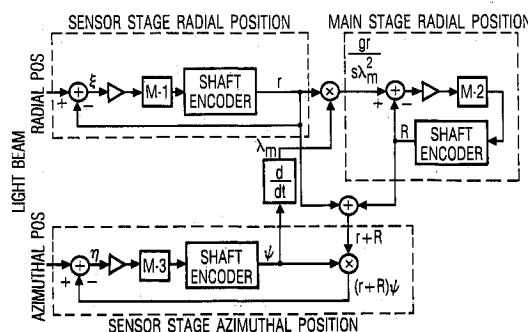 SENSOR STAGE RADIAL POSITION
MAIN STAGE RADIAL POSITION
LIGHT BEAM
RADIAL POS
+
−
ξ
M-1
SHAFT ENCODER
r
×
gr
sλ²m
+
−
M-2
R
SHAFT ENCODER
λm
d
dt
+
r+R
AZIMUTHAL POS
+
−
η
M-3
SHAFT ENCODER
ψ
×
(r+R)ψ
SENSOR STAGE AZIMUTHAL POSITION